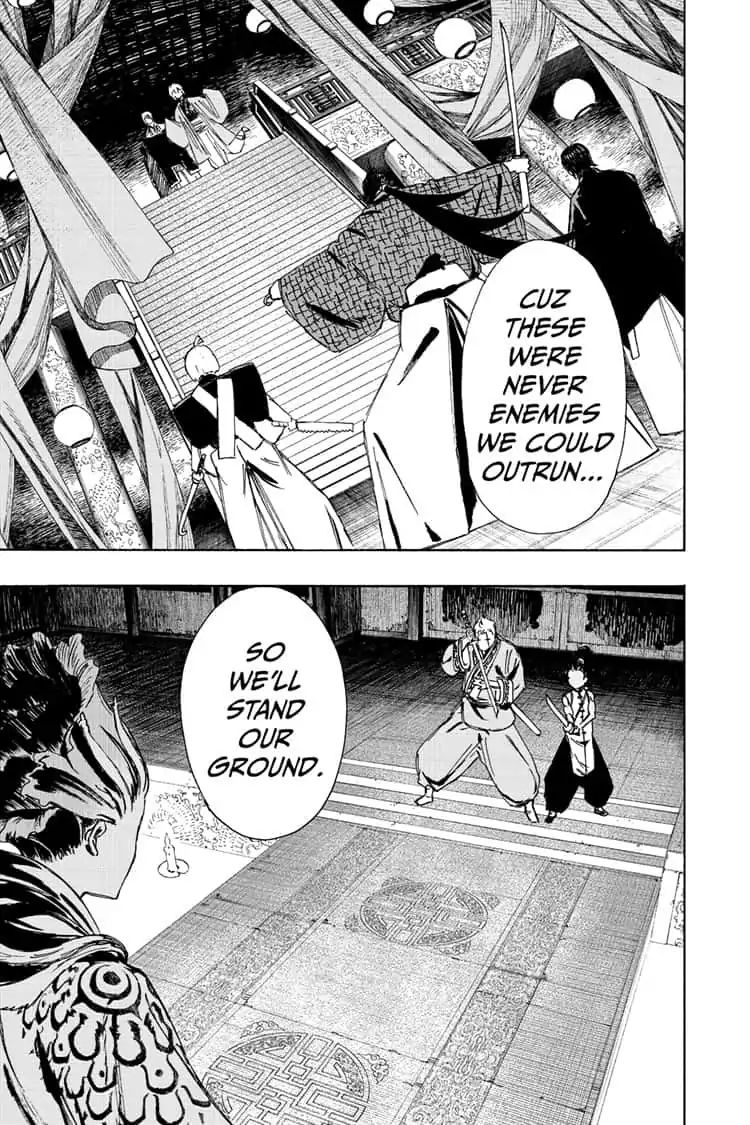 CUZ
THESE
WERE
NEVER
ENEMIES
WE COULD
OUTRUN...
SO
WE'LL
STAND
OUR
GROUND.